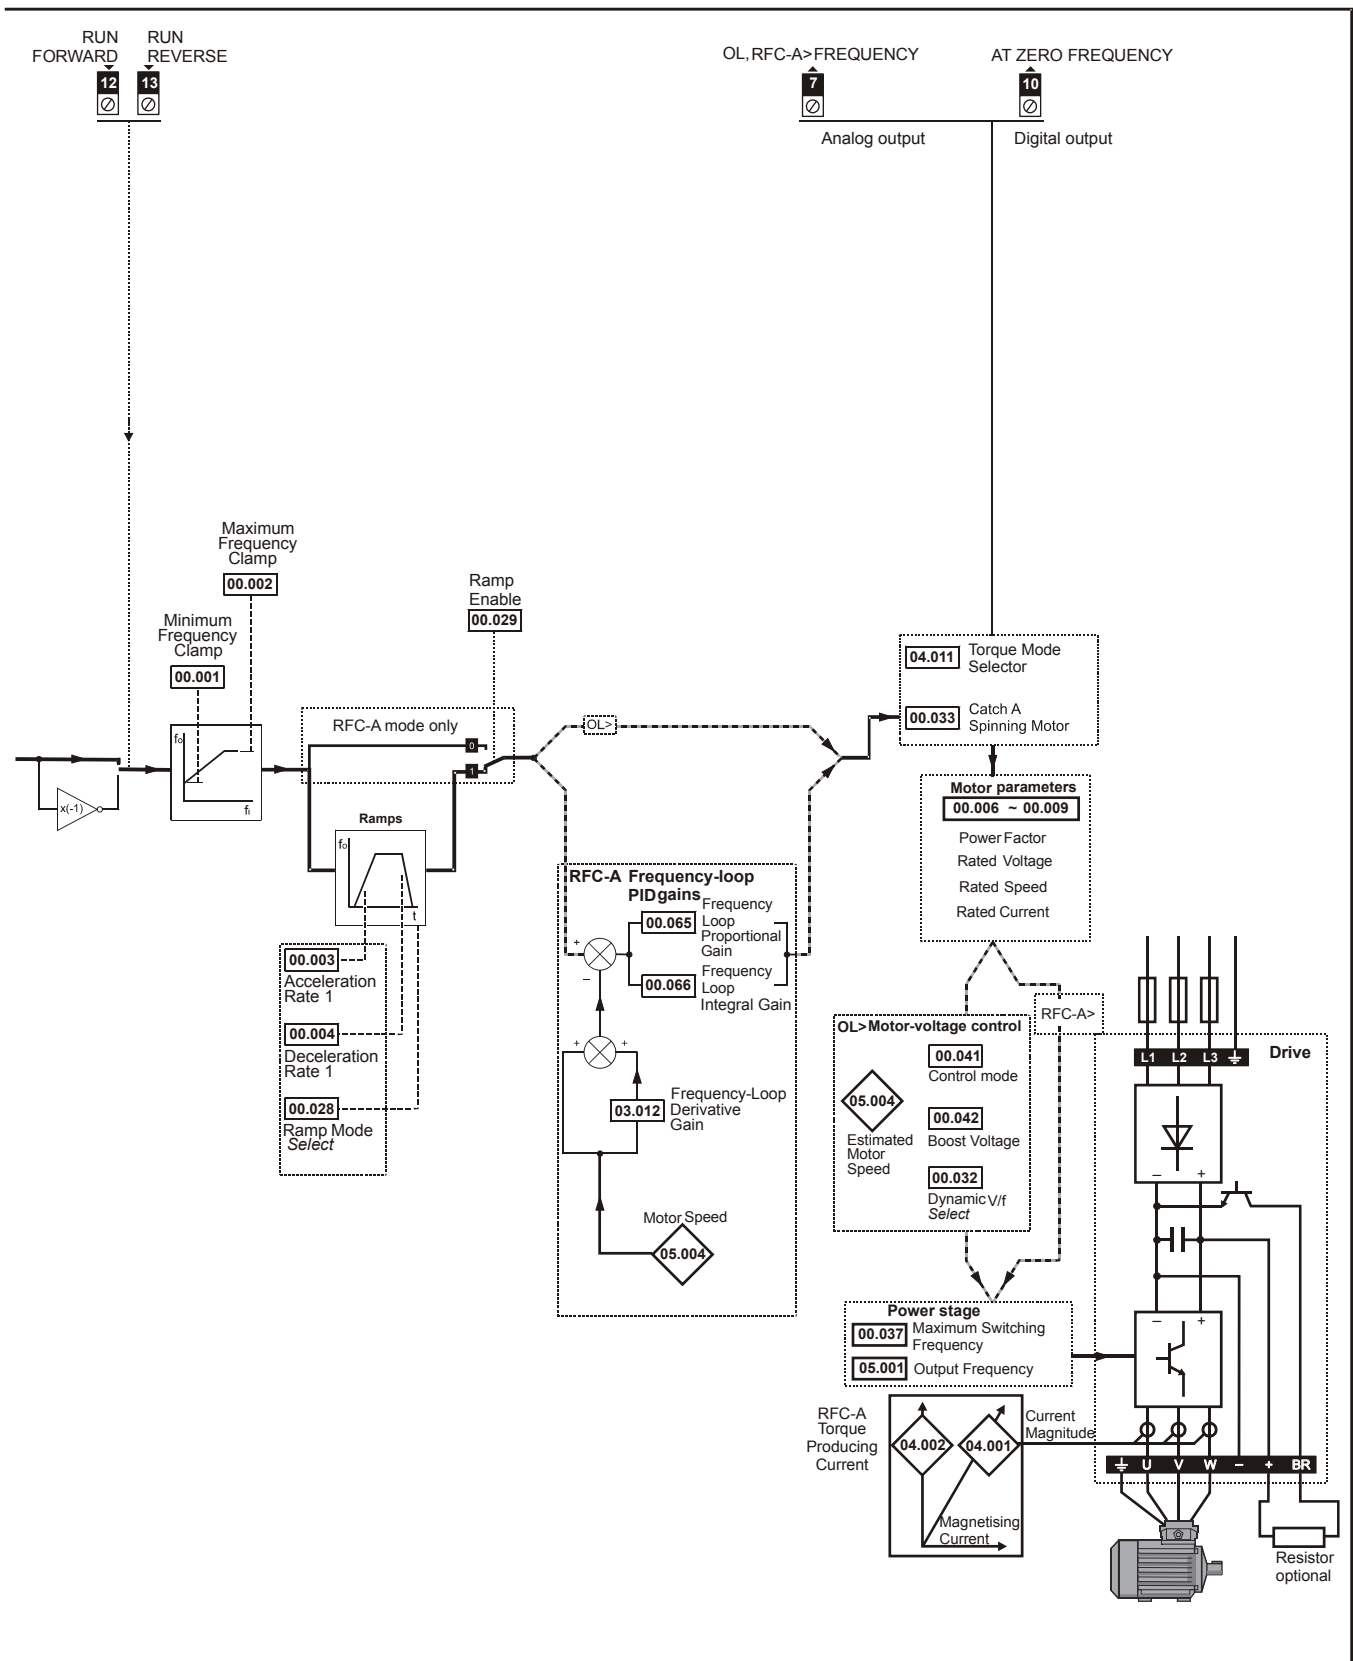 RUN
FORWARD
RUN
REVERSE
12
13
OL, RFC-A>FREQUENCY
AT ZERO FREQUENCY
7
10
Analog output
Digital output
Maximum
Frequency
Clamp
00.002
Minimum
Frequency
Clamp
00.001
Ramp
Enable
00.029
RFC-A mode only
0
1
fo
fi
x(-1)
OL>
04.011
Torque Mode
Selector
00.033
Catch A
Spinning Motor
Motor parameters
00.006 ~ 00.009
Power Factor
Rated Voltage
Rated Speed
Rated Current
Ramps
fo
t
00.003
Acceleration
Rate 1
00.004
Deceleration
Rate 1
00.028
Ramp Mode
Select
RFC-A Frequency-loop
PID gains
00.065
Frequency
Loop
Proportional
Gain
00.066
Frequency
Loop
Integral Gain
+
–
+
+
03.012
Frequency-Loop
Derivative
Gain
Motor Speed
05.004
RFC-A>
OL> Motor-voltage control
00.041
Control mode
05.004
Estimated
Motor
Speed
00.042
Boost Voltage
00.032
Dynamic V/f
Select
Power stage
00.037
Maximum Switching
Frequency
05.001
Output Frequency
L1 L2 L3
Drive
– +
– +
RFC-A
Torque
Producing
Current
04.002
04.001
Current
Magnitude
Magnetising
Current
U V W – + BR
Resistor
optional